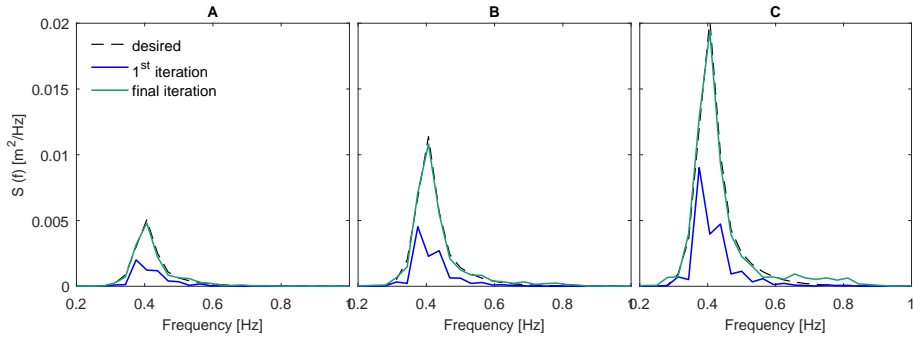 A B C
0.02
desired
1st iteration
final iteration
0.015
0.01
0.005
0
S (f) [m2/Hz]
0.2 0.4 0.6 0.8 1 0.2 0.4 0.6 0.8 1 0.2 0.4 0.6 0.8 1
Frequency [Hz] Frequency [Hz] Frequency [Hz]